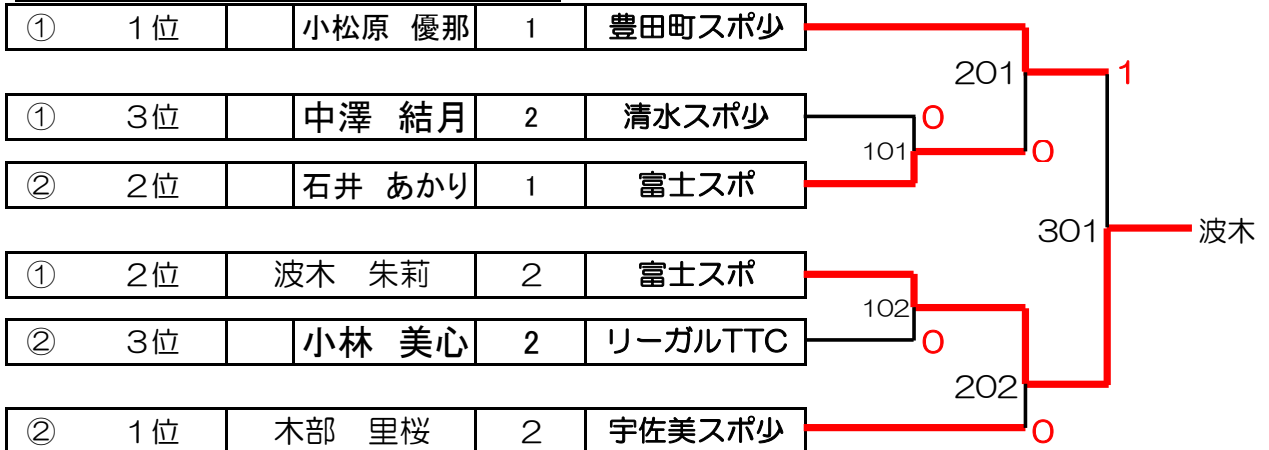 ① １位 小松原 優那 1 豊田町スポ少
201 1
① ３位 中澤 結月 2 清水スポ少 0
101 0
② ２位 石井 あかり 1 富士スポ
301 波木
① ２位 波木 朱莉 2 富士スポ
102
② ３位 小林 美心 2 リーガルTTC 0
202
② １位 木部 里桜 2 宇佐美スポ少 0